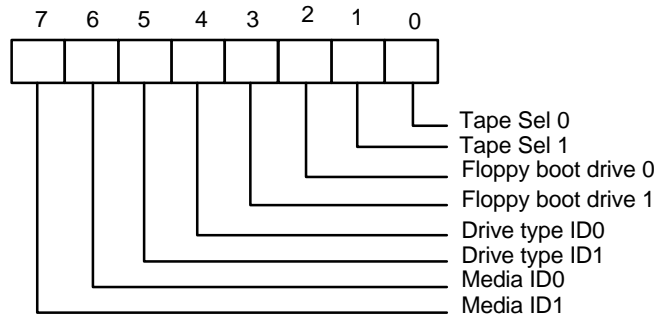 7 6 5 4 3 2 1 0
Tape Sel 0
Tape Sel 1
Floppy boot drive 0
Floppy boot drive 1
Drive type ID0
Drive type ID1
Media ID0
Media ID1